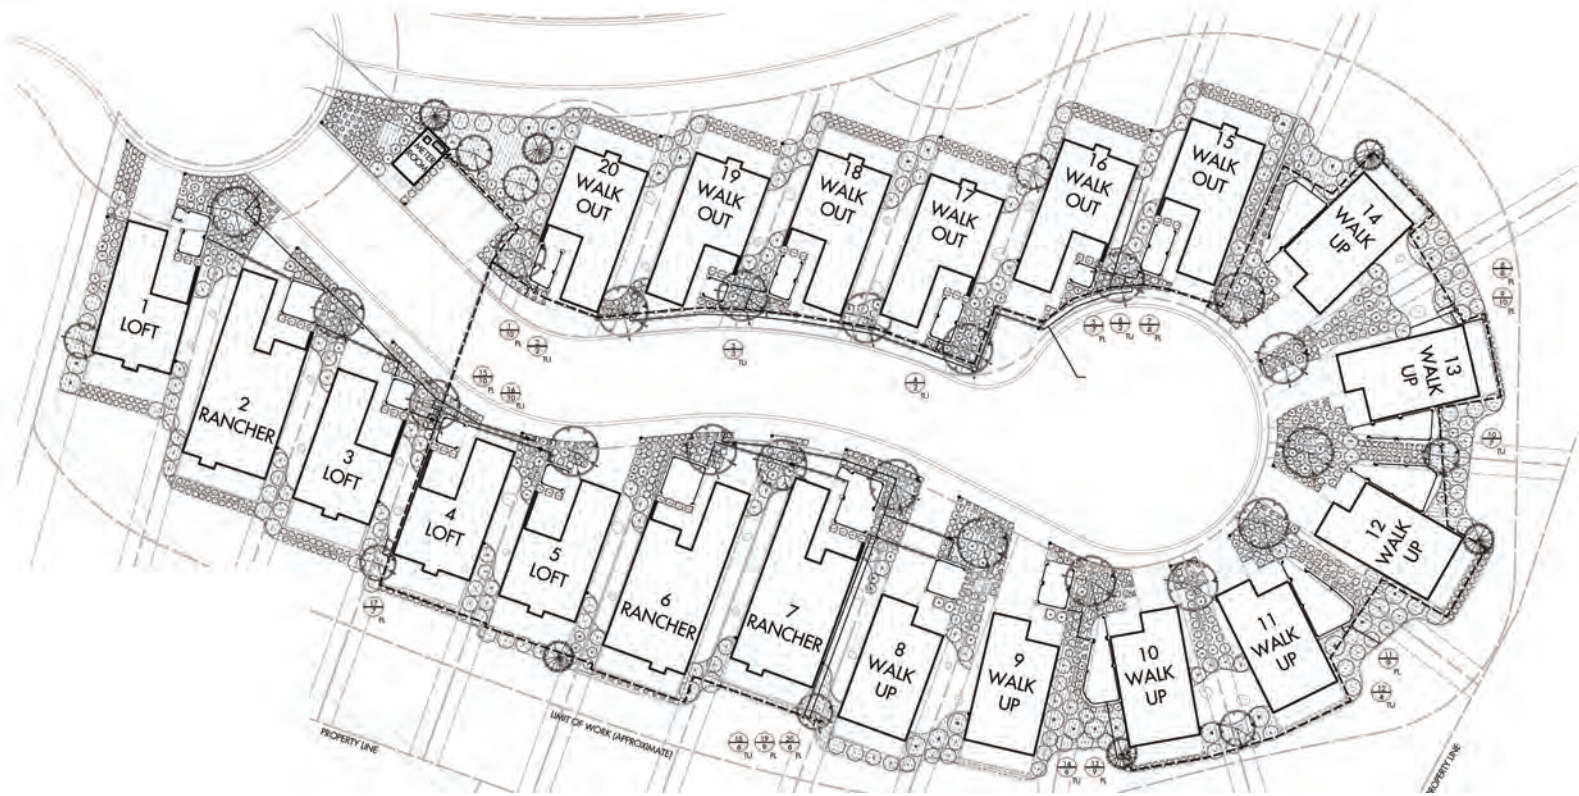 METER
ROOM
20
WALK
OUT
19
WALK
OUT
18
WALK
OUT
17
WALK
OUT
16
WALK
OUT
15
WALK
OUT
14
WALK
UP
13
WALK
UP
12
WALK
UP
11
WALK
UP
10
WALK
UP
9
WALK
UP
8
WALK
UP
7
RANCHER
6
RANCHER
5
LOFT
4
LOFT
3
LOFT
2
RANCHER
1
LOFT
PROPERTY LINE
LIMIT OF WORK (APPROXIMATE)
PROPERTY LINE